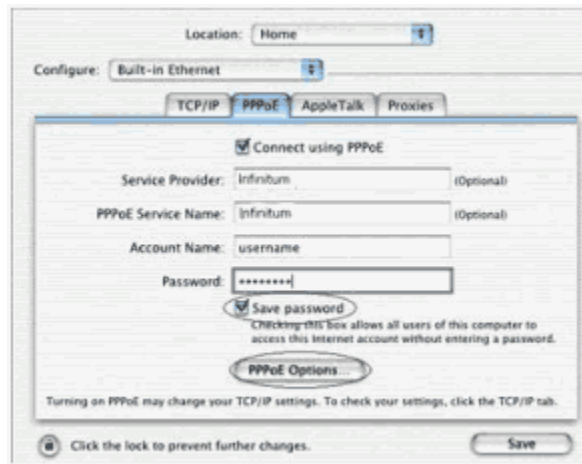 Location: Home
Configure: Built-in Ethernet
TCP/IP PPPoE AppleTalk Proxies
Connect using PPPoE
Service Provider: Infinitum (Optional)
PPPoE Service Name: Infinitum (Optional)
Account Name: username
Password: ••••••••
Save password
Checking this box allows all users of this computer to
access this Internet account without entering a password.
PPPoE Options...
Turning on PPPoE may change your TCP/IP settings. To check your settings, click the TCP/IP tab.
Click the lock to prevent further changes. Save